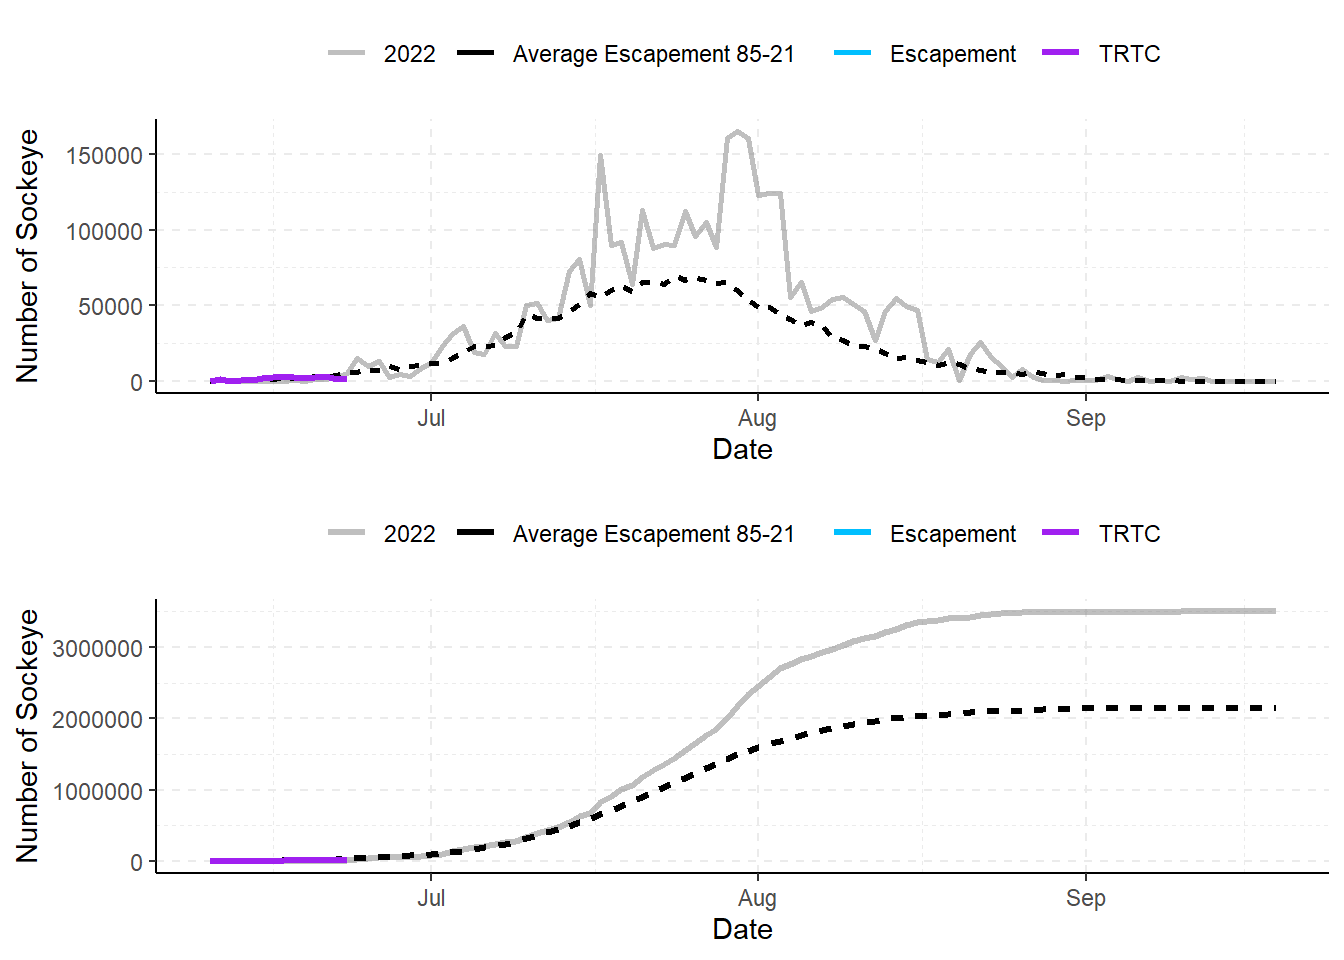 2022 Average Escapement 85-21 Escapement TRTC
Number of Sockeye
150000
100000
50000
0
Jul Aug Sep
Date
2022 Average Escapement 85-21 Escapement TRTC
Number of Sockeye
3000000
2000000
1000000
0
Jul Aug Sep
Date